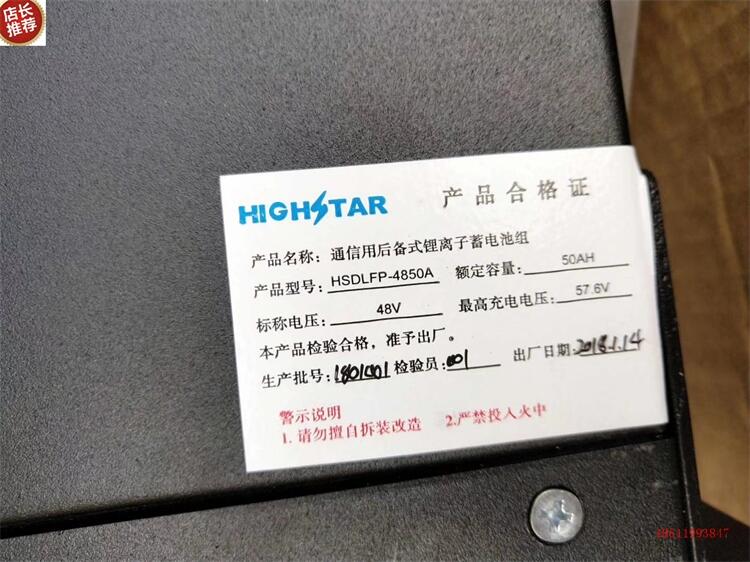 店长
推荐
HIGHSTAR
产品合格证
产品名称：通信用后备式锂离子蓄电池组
产品型号：HSDLFP-4850A 额定容量：50AH
标称电压：48V 最高充电电压：57.6V
本产品检验合格，准予出厂。
生产批号：1801001 检验员：001 出厂日期：2018.1.14
警示说明
1. 请勿擅自拆装改造 2.严禁投入火中